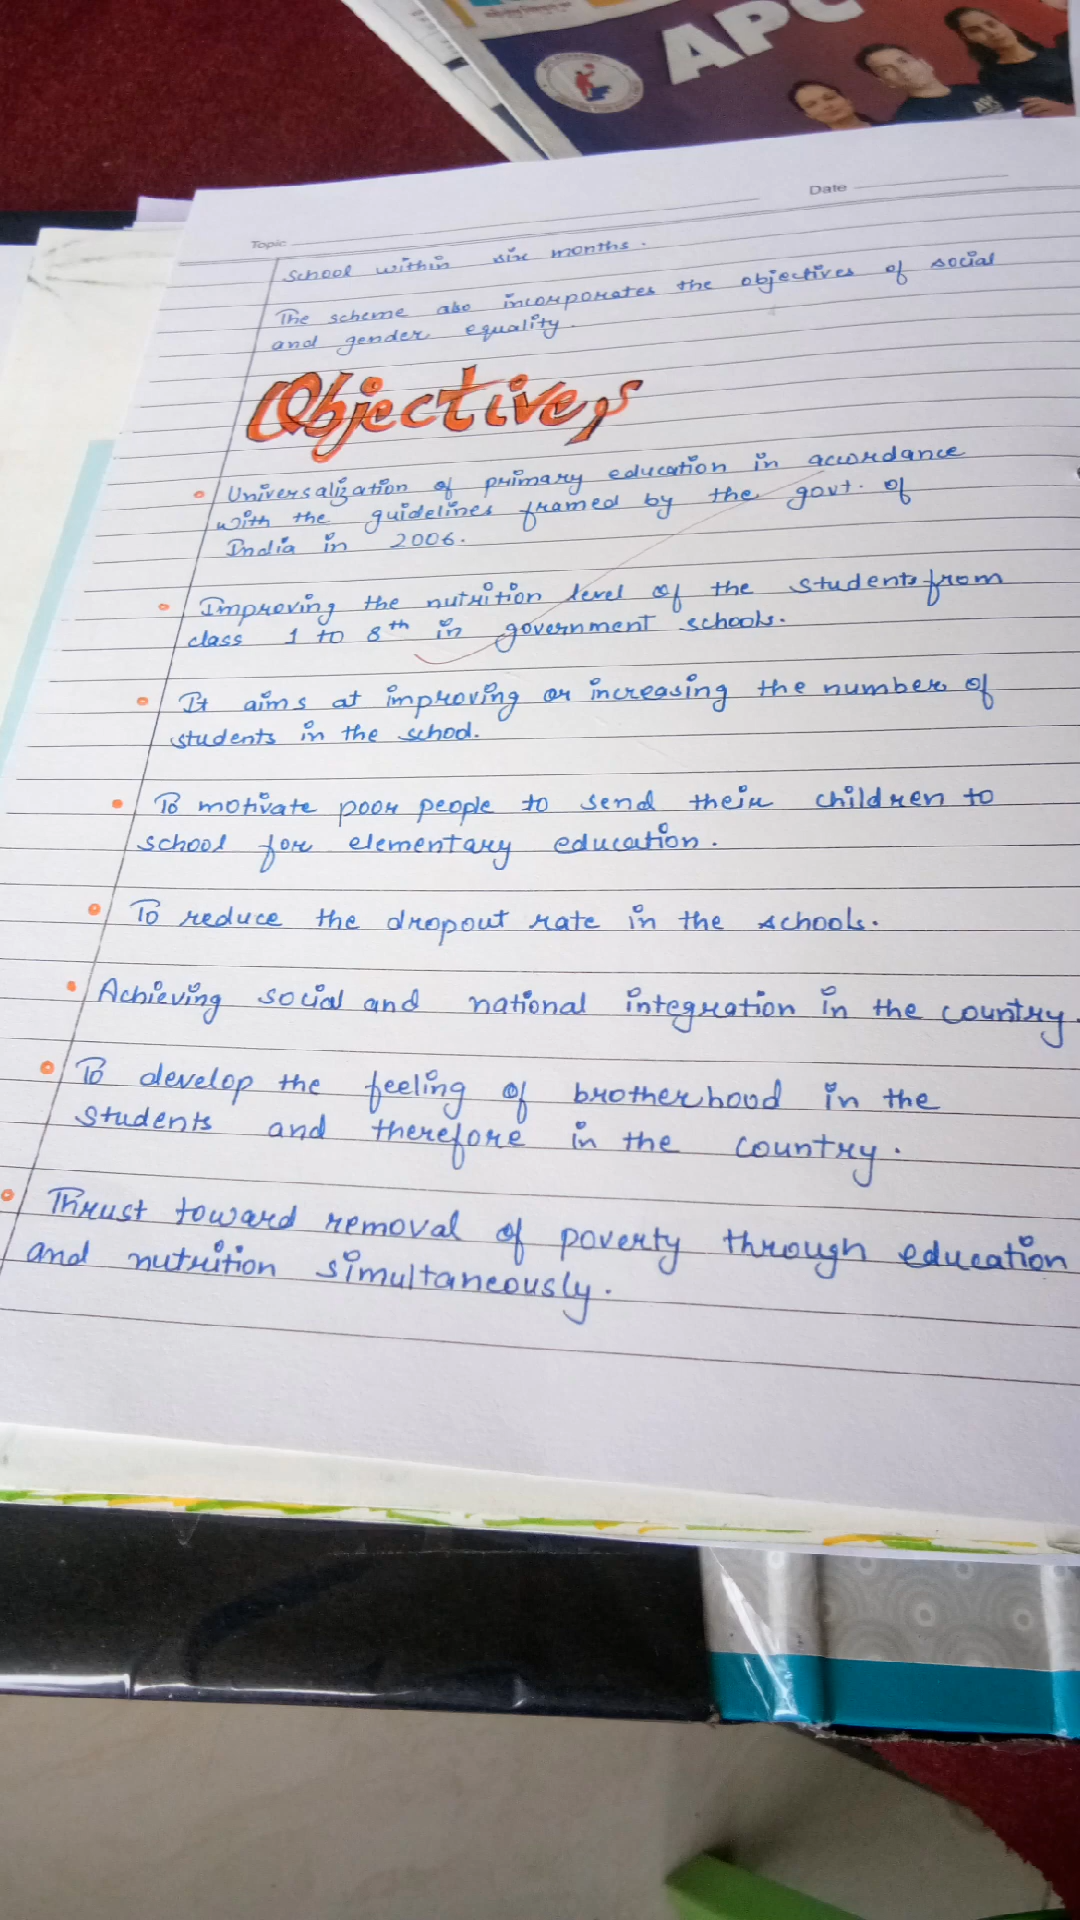 APC
APS
Date
Topic
school within six months.
The scheme also incorporates the objectives of social
and gender equality.
Objectives
Universalization of primary education in accordance
with the guidelines framed by the govt. of
India in 2006.
Improving the nutrition level of the students from
class 1 to 8th in government schools.
It aims at improving or increasing the number of
students in the school.
To motivate poor people to send their children to
school for elementary education.
To reduce the dropout rate in the schools.
Achieving social and national integration in the country.
To develop the feeling of brotherhood in the
students and therefore in the country.
Thrust toward removal of poverty through education
and nutrition simultaneously.